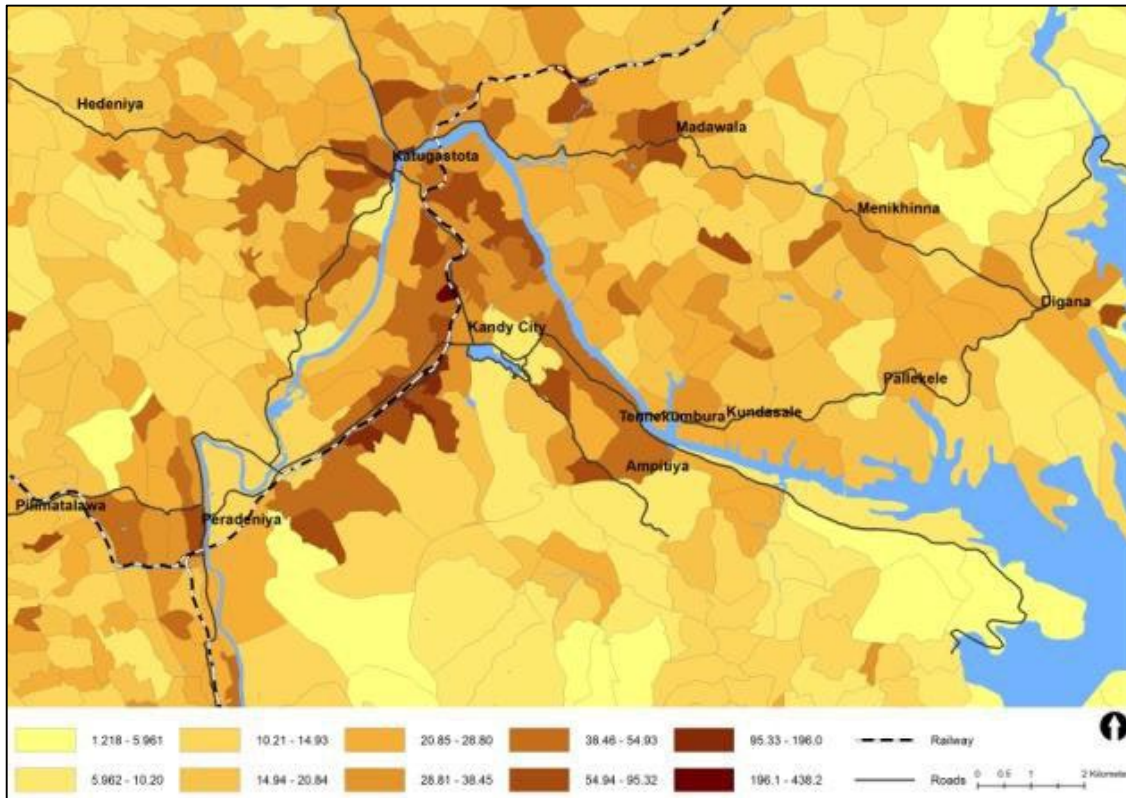 Hedeniya
Madawala
Katugastota
Menikhinna
Digana
Kandy City
Pallekele
Tennekumbura
Kundasale
Ampitiya
Pilimatalawa
Peradeniya
1.218 - 5.961
10.21 - 14.93
20.85 - 28.80
38.46 - 54.93
95.33 - 196.0
Railway
5.962 - 10.20
14.94 - 20.84
28.81 - 38.45
54.94 - 95.32
196.1 - 438.2
Roads
0 0.5 1 2 Kilomete